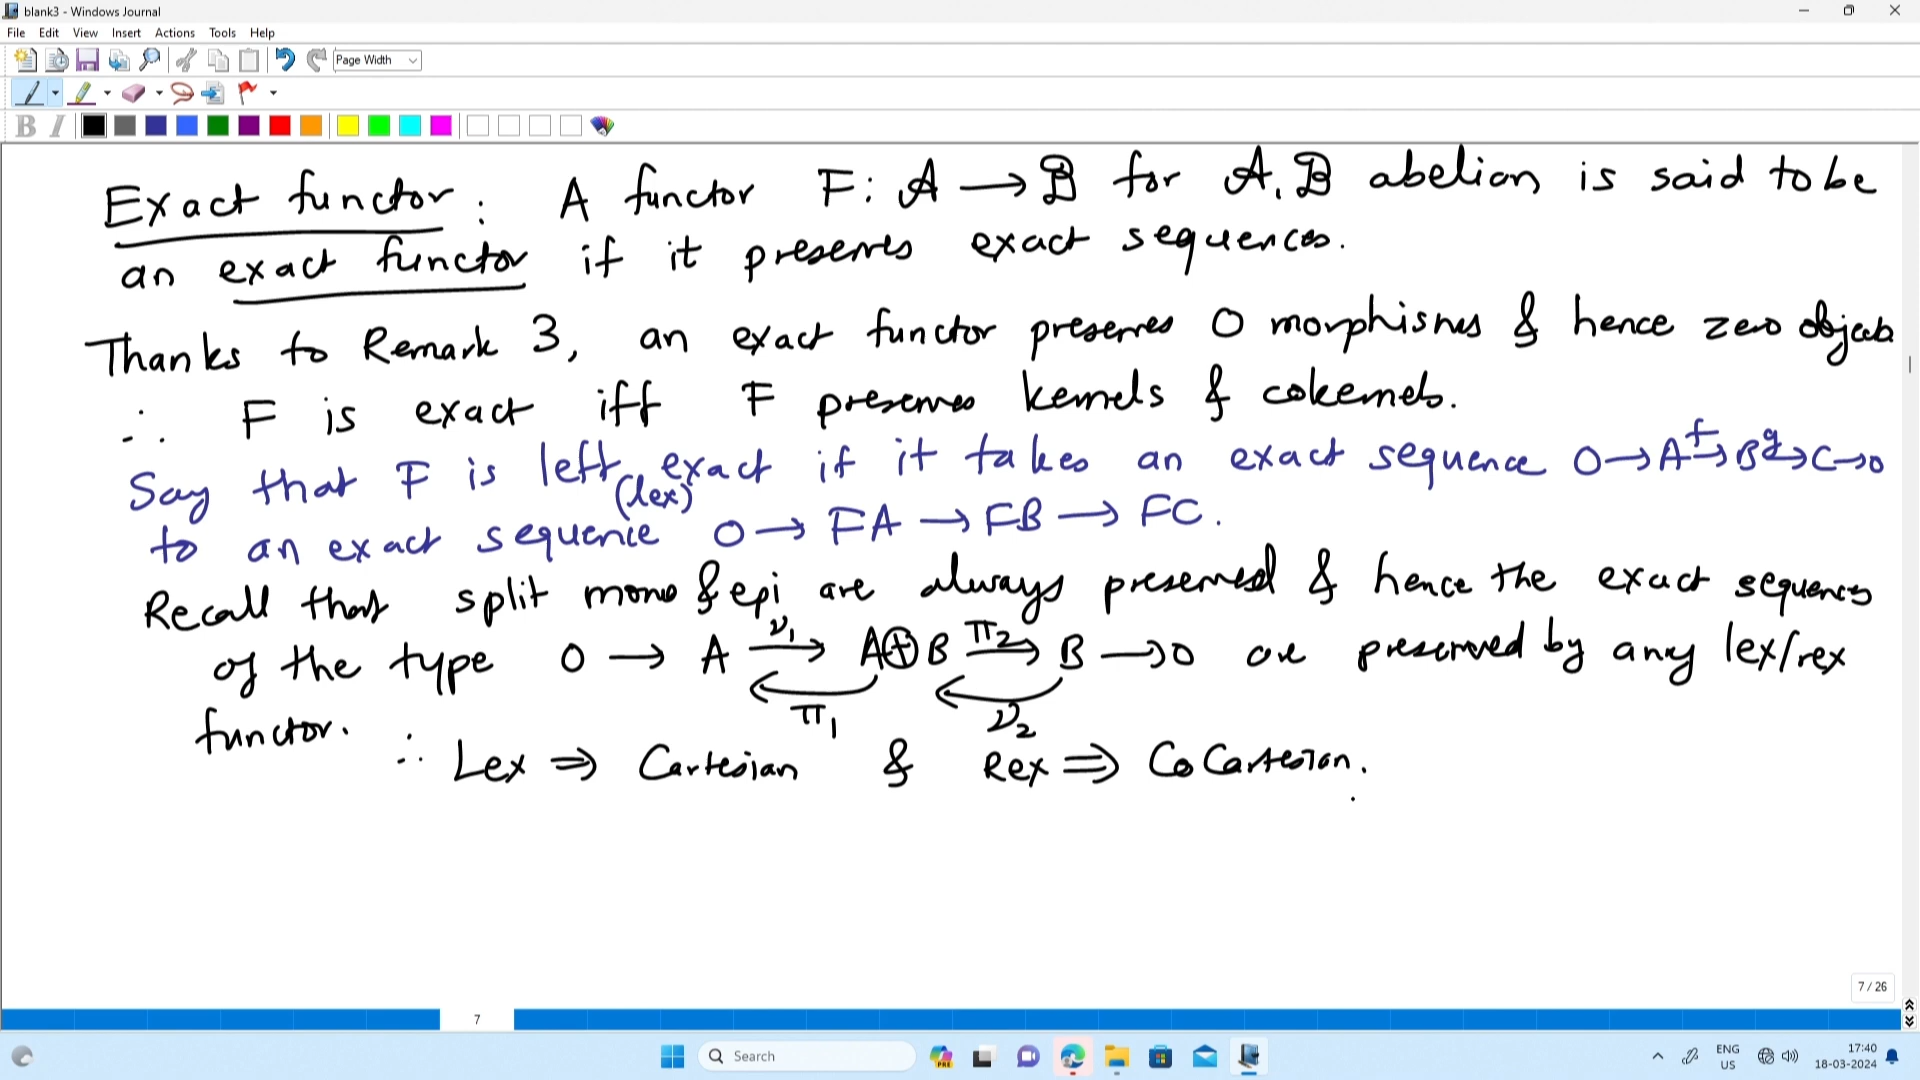 blank3 - Windows Journal
File Edit View Insert Actions Tools Help
Page Width
B I
Exact functor : A functor F: A → B for A, B abelian is said to be
an exact functor if it preserves exact sequences.
Thanks to Remark 3, an exact functor preserves 0 morphisms & hence zero objects
∴ F is exact iff F preserves kernels & cokernels.
Say that F is left exact if it takes an exact sequence 0→A f→ B g→ C→0
(lex)
to an exact sequence 0 → FA → FB → FC.
Recall that split mono & epi are always preserved & hence the exact sequences
of the type 0 → A ν₁→ A⊕B π₂→ B → 0 are preserved by any lex/rex
π₁ ν₂
functor. ∴ Lex ⇒ Cartesian & Rex ⇒ CoCartesian.
7 / 26
7
Search
PRE
ENG
US
17:40
18-03-2024